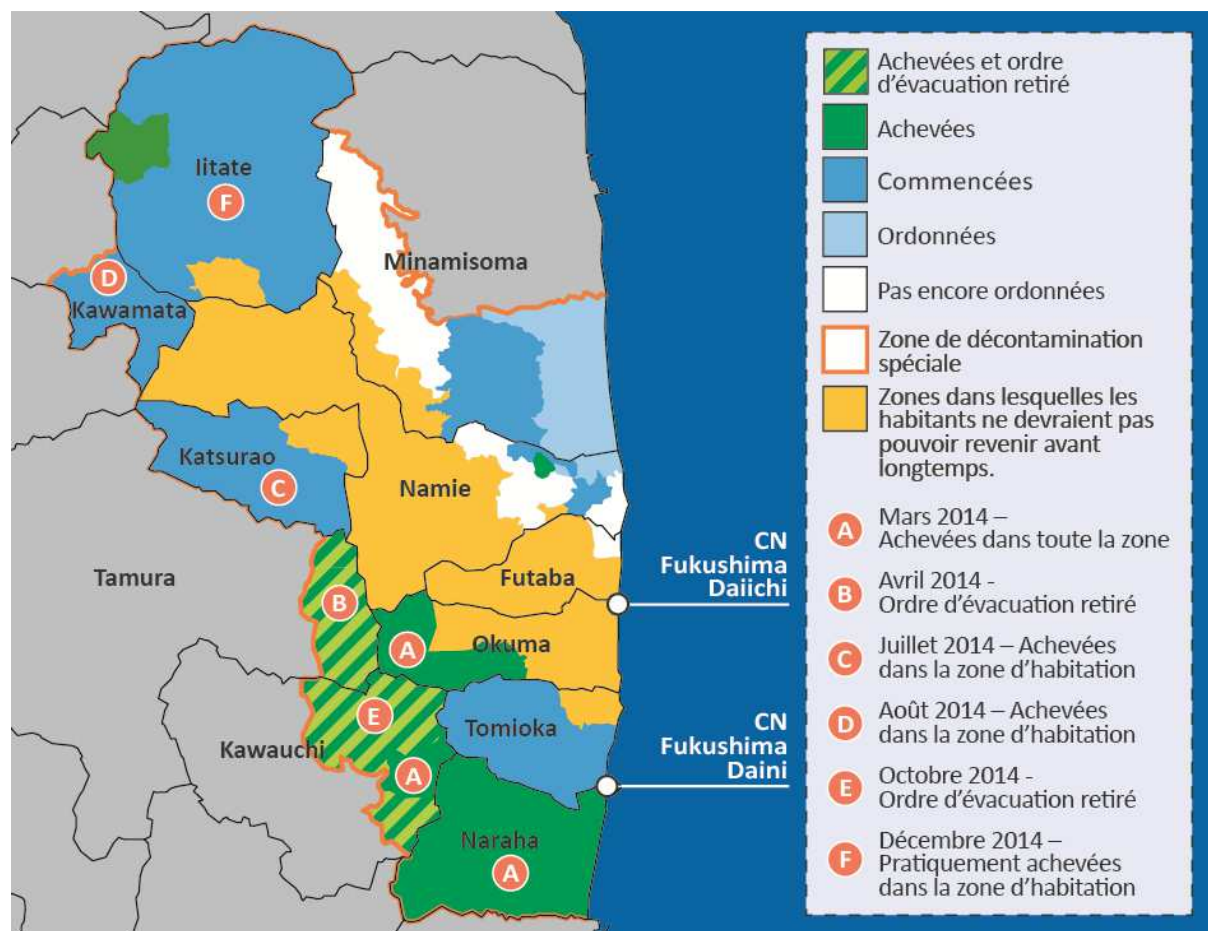 Iitate
F
D
Kawamata
Minamisoma
Katsurao
C
Namie
Tamura
B
Futaba
A
Okuma
E
Tomioka
Kawauchi
A
Naraha
A
CN
Fukushima
Daiichi
CN
Fukushima
Daini
Achevées et ordre
d'évacuation retiré
Achevées
Commencées
Ordonnées
Pas encore ordonnées
Zone de décontamination
spéciale
Zones dans lesquelles les
habitants ne devraient pas
pouvoir revenir avant
longtemps.
A
Mars 2014 –
Achevées dans toute la zone
B
Avril 2014 -
Ordre d'évacuation retiré
C
Juillet 2014 – Achevées
dans la zone d'habitation
D
Août 2014 – Achevées
dans la zone d'habitation
E
Octobre 2014 -
Ordre d'évacuation retiré
F
Décembre 2014 –
Pratiquement achevées
dans la zone d'habitation